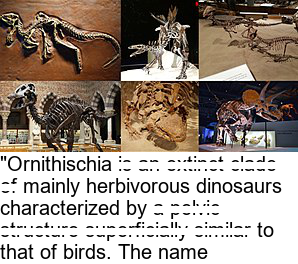 "Ornithischia is an extinct clade
of mainly herbivorous dinosaurs
characterized by a pelvic
structure superficially similar to
that of birds. The name